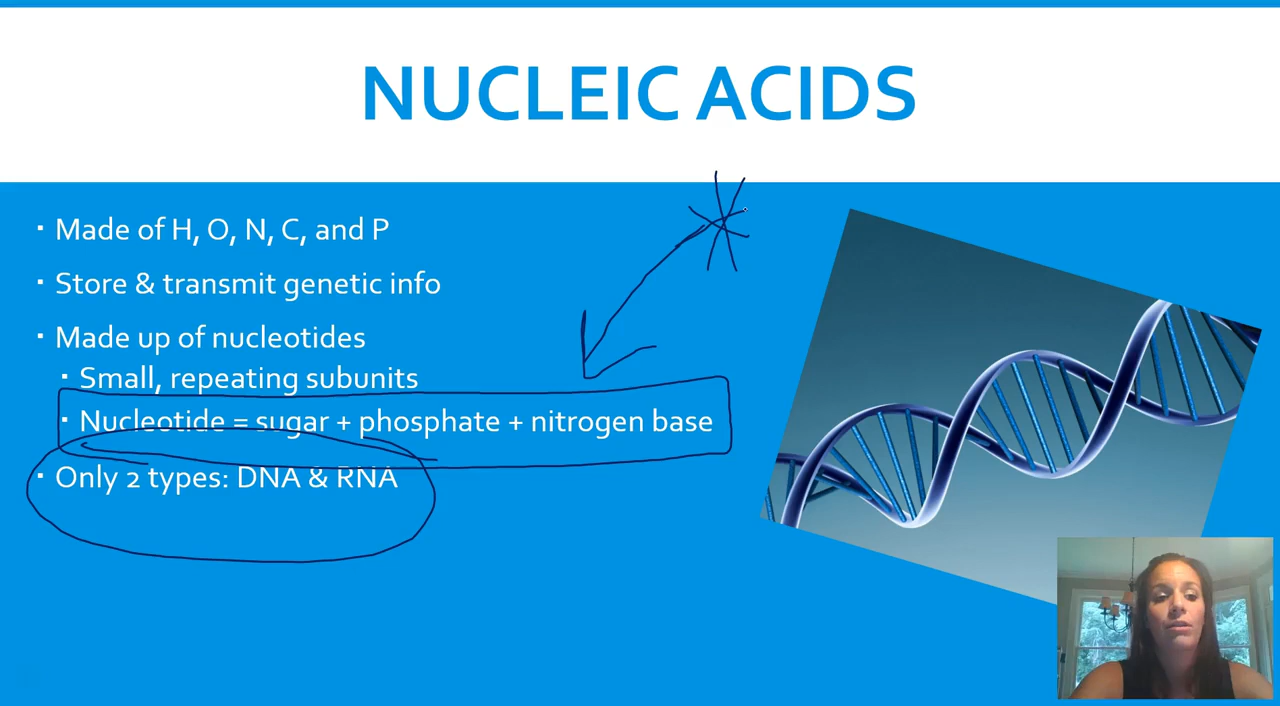 NUCLEIC ACIDS
▪ Made of H, O, N, C, and P
▪ Store & transmit genetic info
▪ Made up of nucleotides
▪ Small, repeating subunits
▪ Nucleotide = sugar + phosphate + nitrogen base
▪ Only 2 types: DNA & RNA